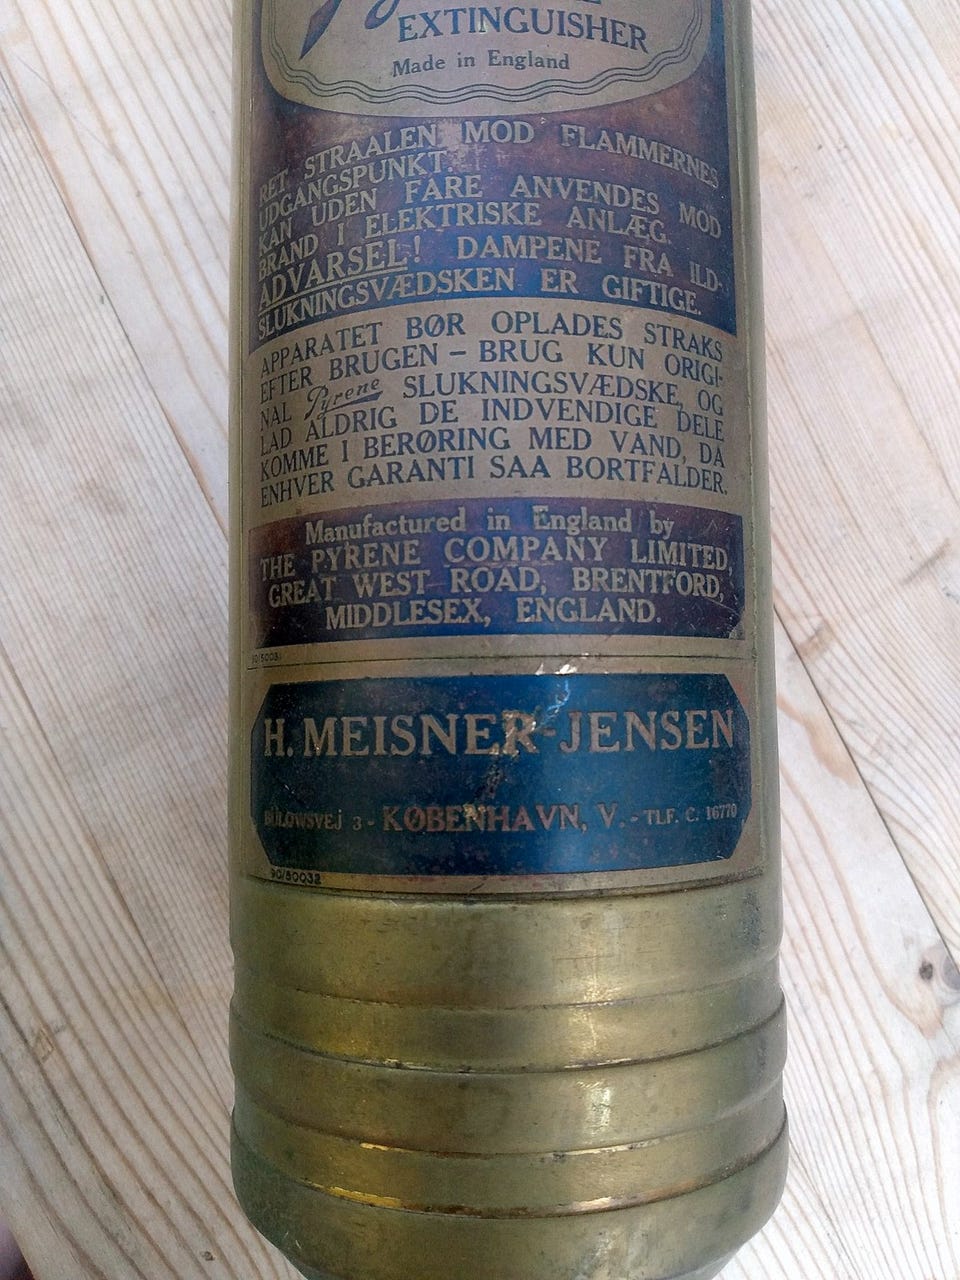 EXTINGUISHER
Made in England
RET STRAALEN MOD FLAMMERNES
UDGANGSPUNKT.
KAN UDEN FARE ANVENDES MOD
BRAND I ELEKTRISKE ANLÆG.
ADVARSEL! DAMPENE FRA ILD-
SLUKNINGSVÆDSKEN ER GIFTIGE.
APPARATET BØR OPLADES STRAKS
EFTER BRUGEN – BRUG KUN ORIGI-
NAL Pyrene SLUKNINGSVÆDSKE, OG
LAD ALDRIG DE INDVENDIGE DELE
KOMME I BERØRING MED VAND, DA
ENHVER GARANTI SAA BORTFALDER.
Manufactured in England by
THE PYRENE COMPANY LIMITED,
GREAT WEST ROAD, BRENTFORD,
MIDDLESEX, ENGLAND.
H. MEISNER-JENSEN
BÜLOWSVEJ 3 - KØBENHAVN, V. - TLF. C. 16770
90/50032